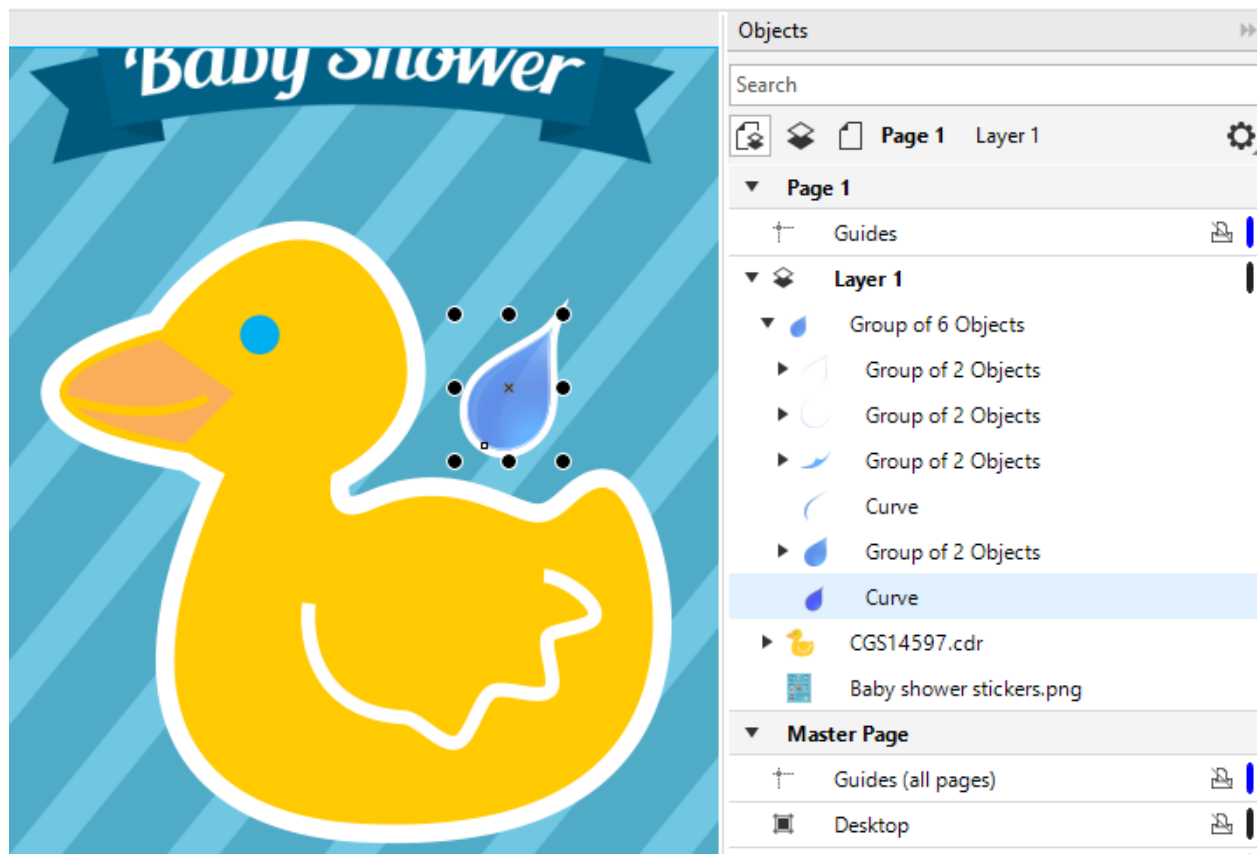 Baby Shower
Objects
Search
Page 1 Layer 1
Page 1
Guides
Layer 1
Group of 6 Objects
Group of 2 Objects
Group of 2 Objects
Group of 2 Objects
Curve
Group of 2 Objects
Curve
CGS14597.cdr
Baby shower stickers.png
Master Page
Guides (all pages)
Desktop